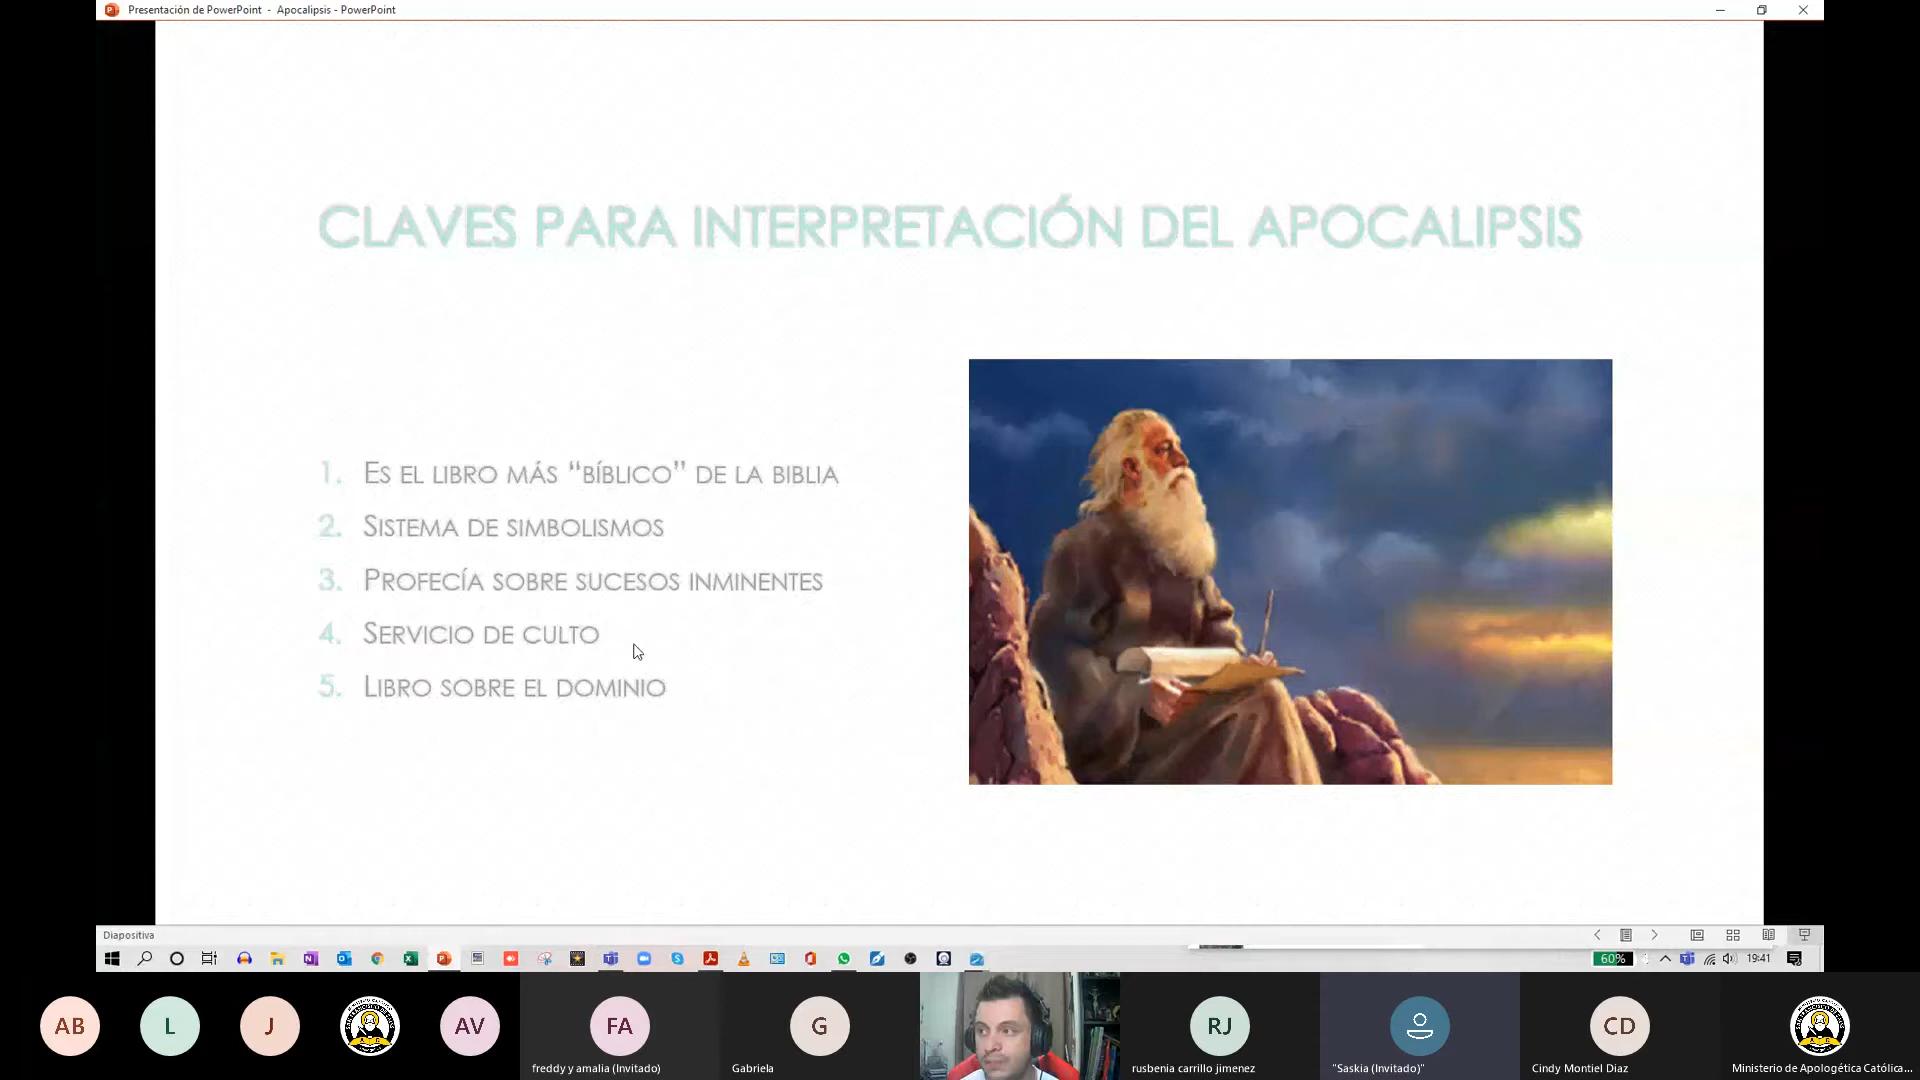 Presentación de PowerPoint - Apocalipsis - PowerPoint
CLAVES PARA INTERPRETACIÓN DEL APOCALIPSIS
1. ES EL LIBRO MÁS “BÍBLICO” DE LA BIBLIA
2. SISTEMA DE SIMBOLISMOS
3. PROFECÍA SOBRE SUCESOS INMINENTES
4. SERVICIO DE CULTO
5. LIBRO SOBRE EL DOMINIO
Diapositiva
60%
19:41
AB
L
J
AV
FA
G
RJ
CD
freddy y amalia (Invitado)
Gabriela
rusbenia carrillo jimenez
"Saskia (Invitado)"
Cindy Montiel Diaz
Ministerio de Apologética Católica...